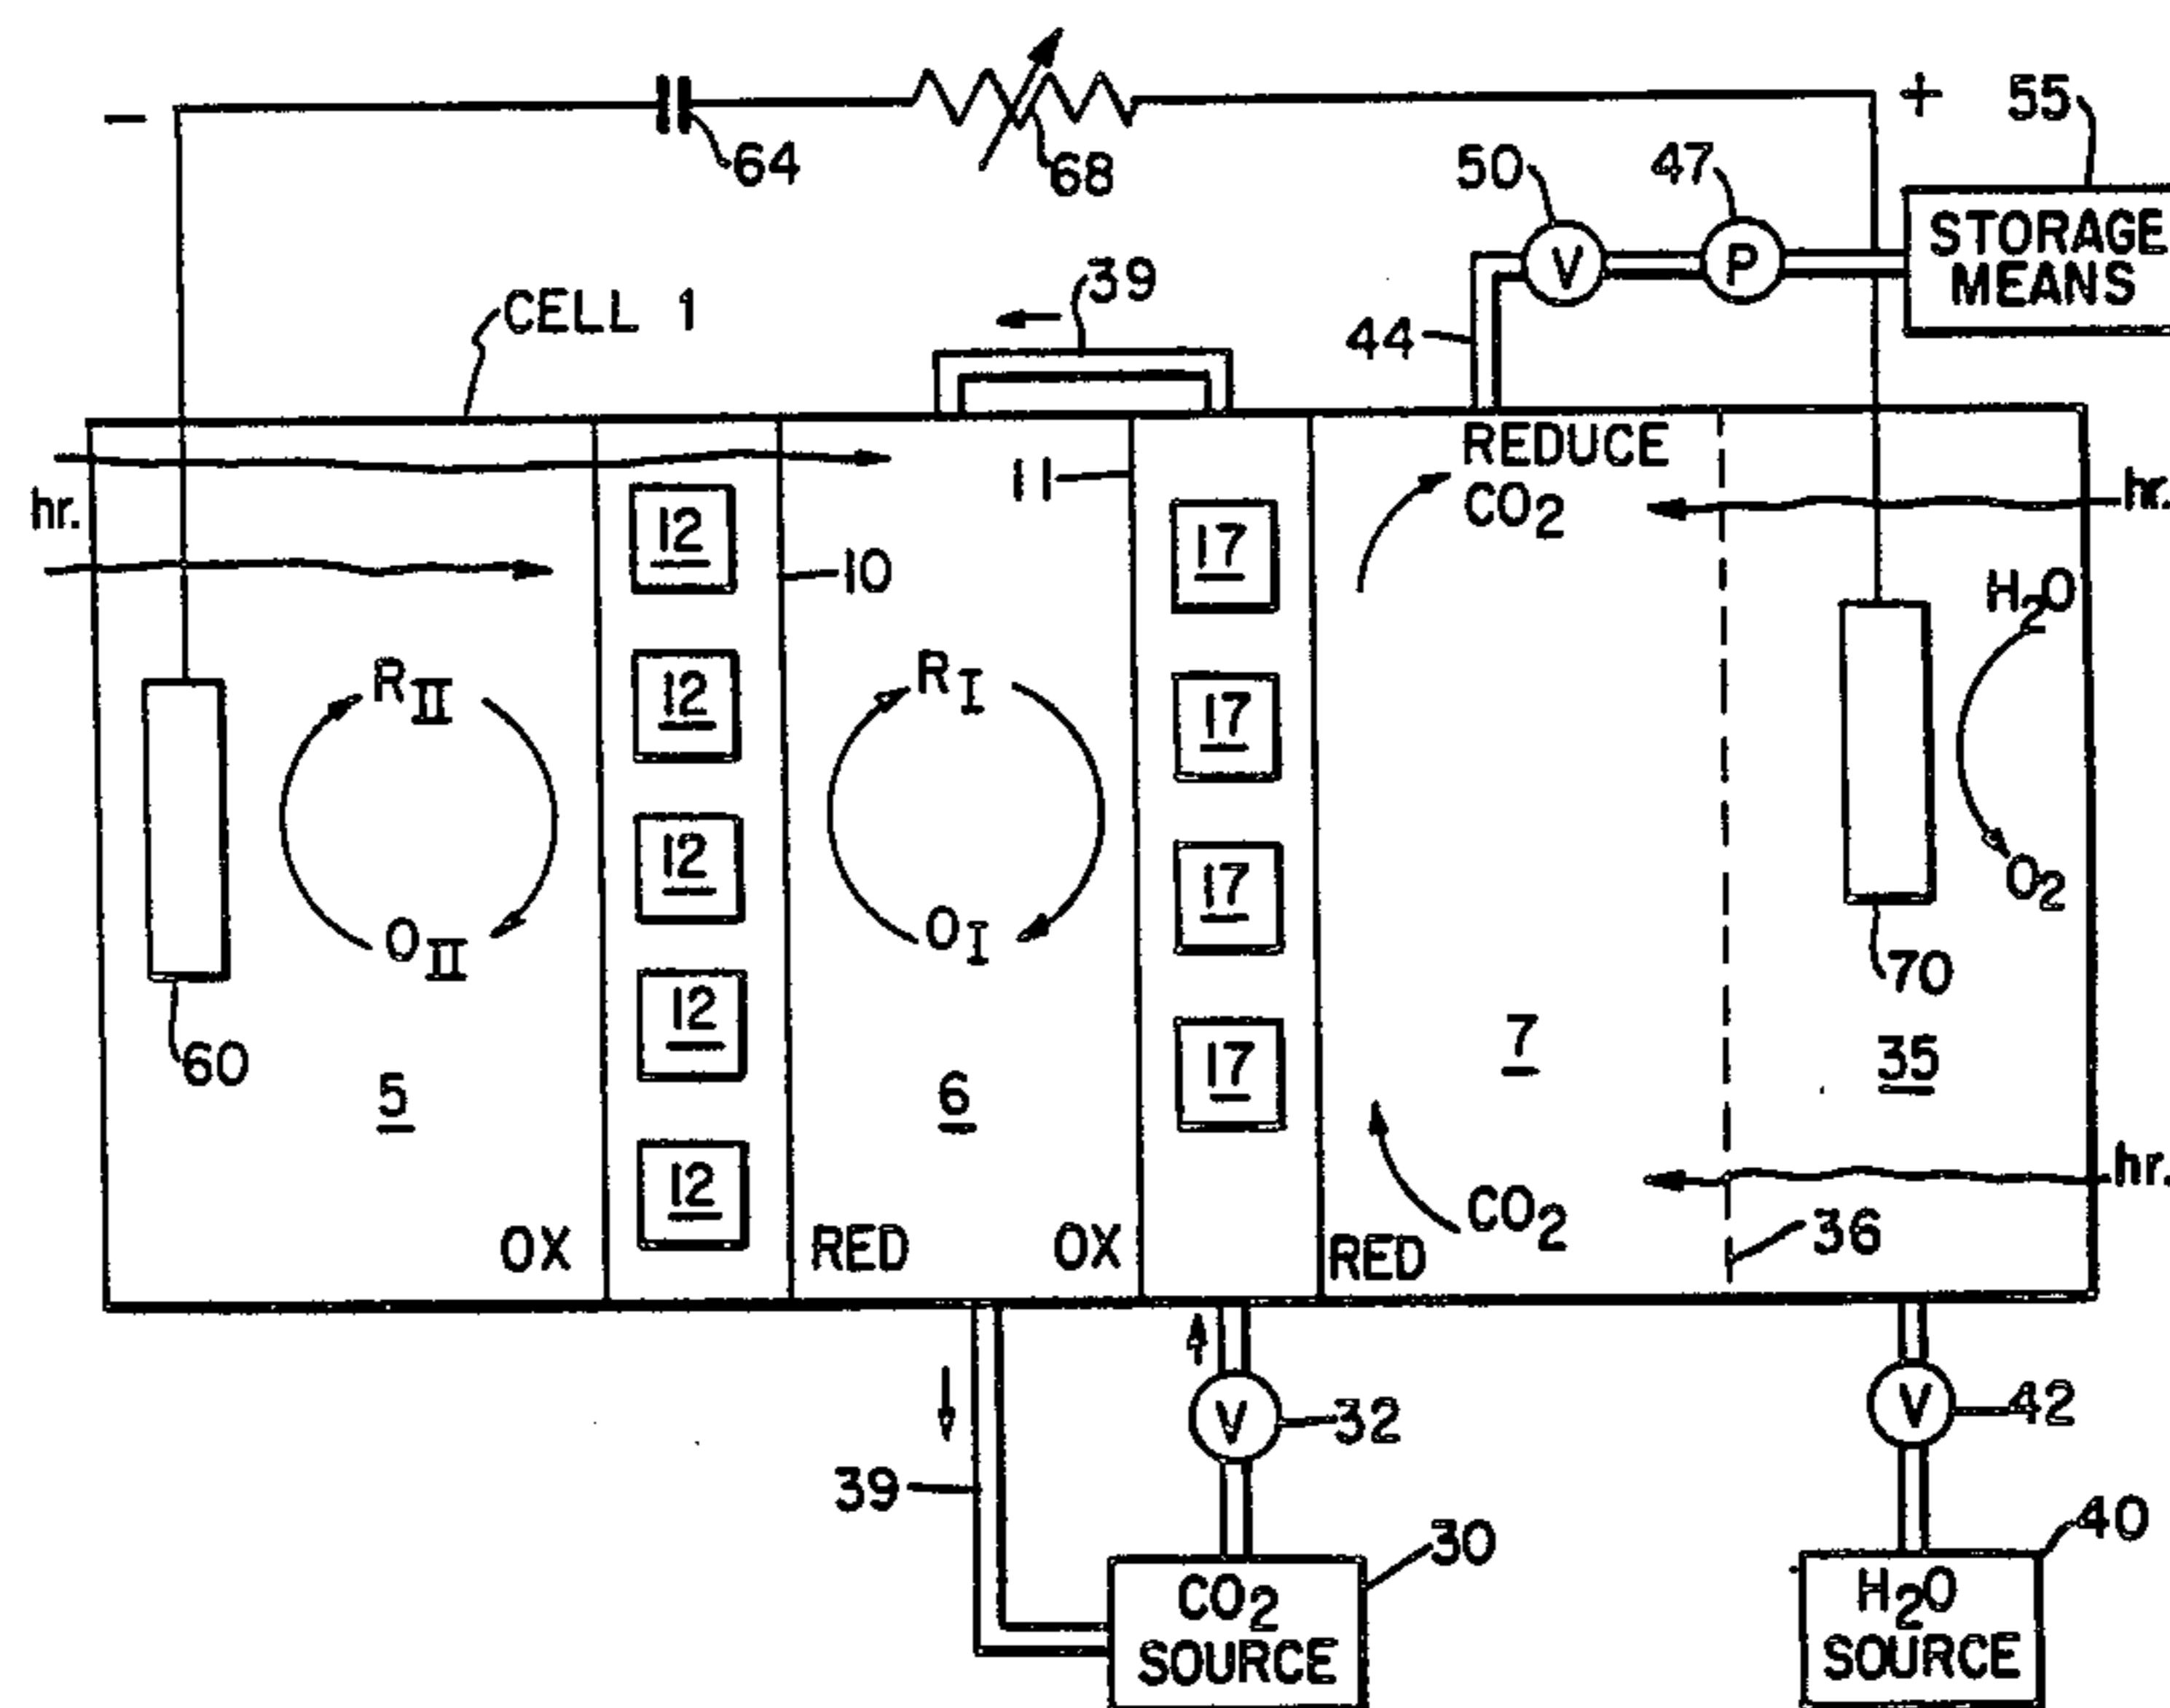 −
+
55
64
68
50
47
STORAGE
MEANS
V
P
CELL 1
39
44
hr.
12
10
11
17
REDUCE
CO2
hr.
H2O
RII
12
RI
17
12
17
OII
OI
O2
60
70
12
17
5
6
7
35
12
OX
RED
OX
RED
CO2
36
hr.
V
32
V
42
39
30
40
CO2
SOURCE
H2O
SOURCE